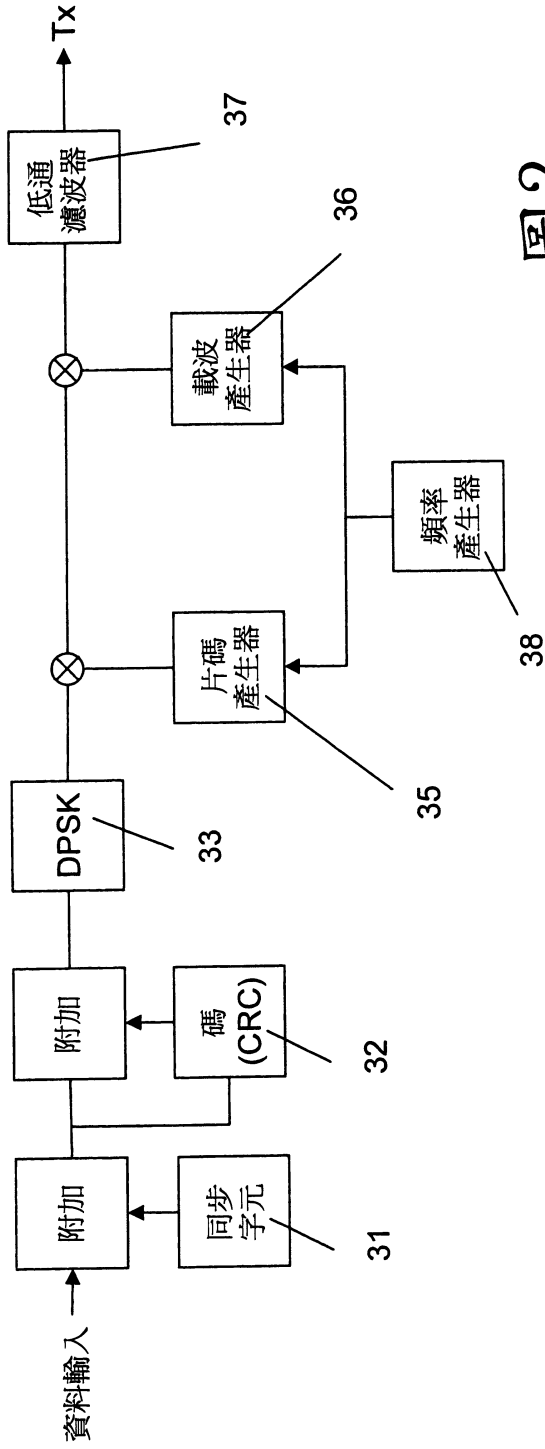 資料輸入
附加
同步
字元
31
附加
碼
(CRC)
32
DPSK
33
片碼
產生器
35
載波
產生器
36
頻率
產生器
38
低通
濾波器
37
Tx
圖2